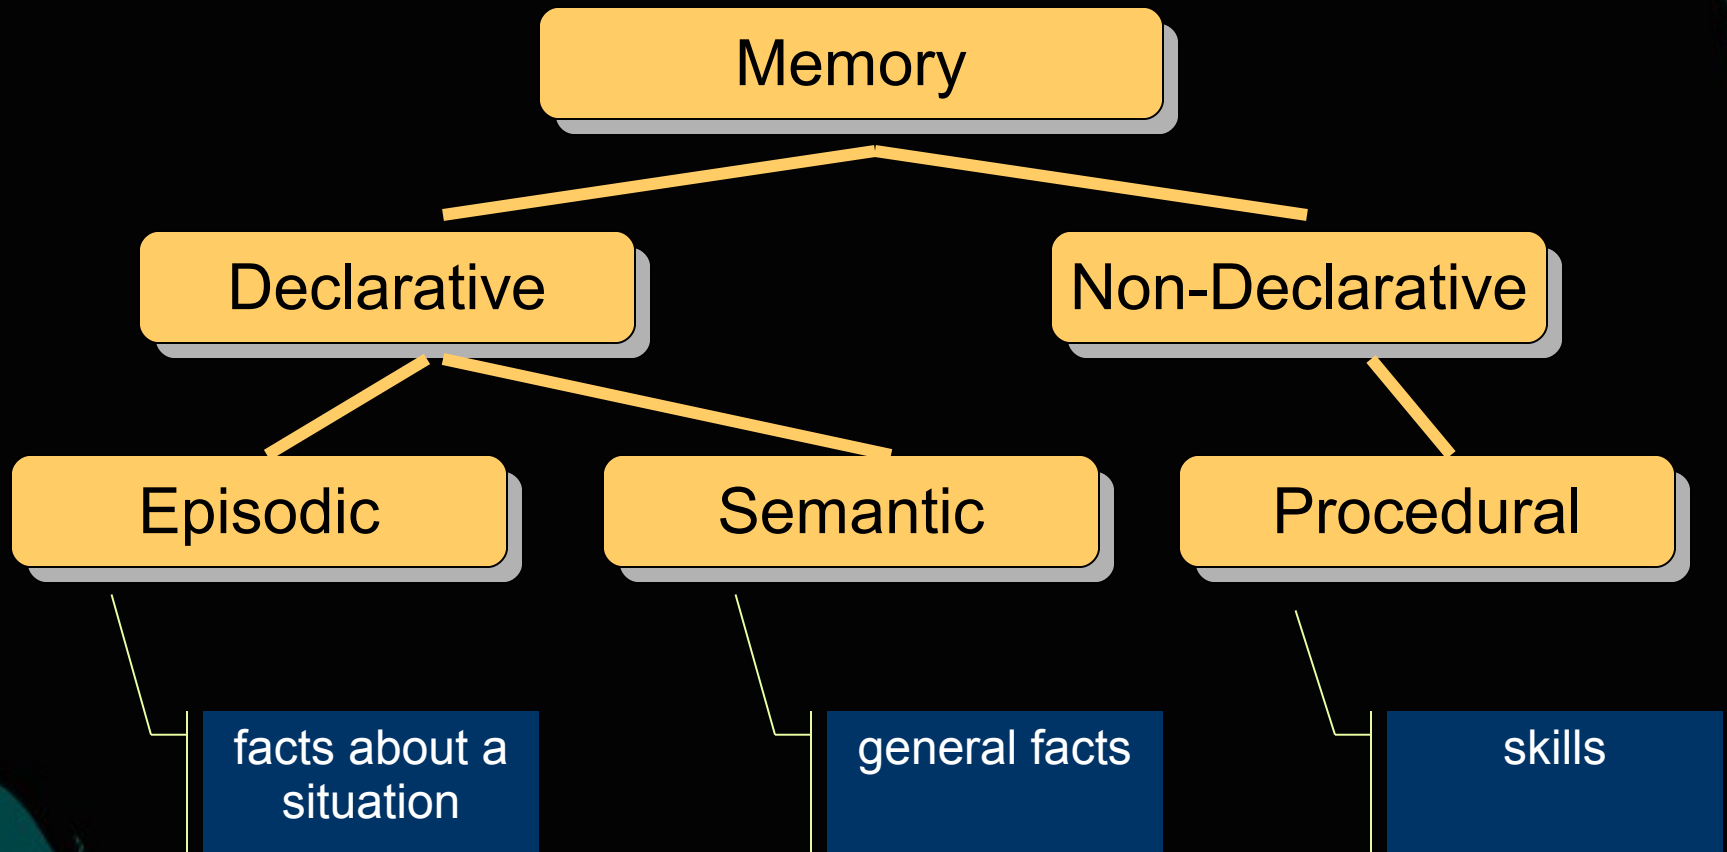 Memory
Declarative
Non-Declarative
Episodic
Semantic
Procedural
facts about a
situation
general facts
skills